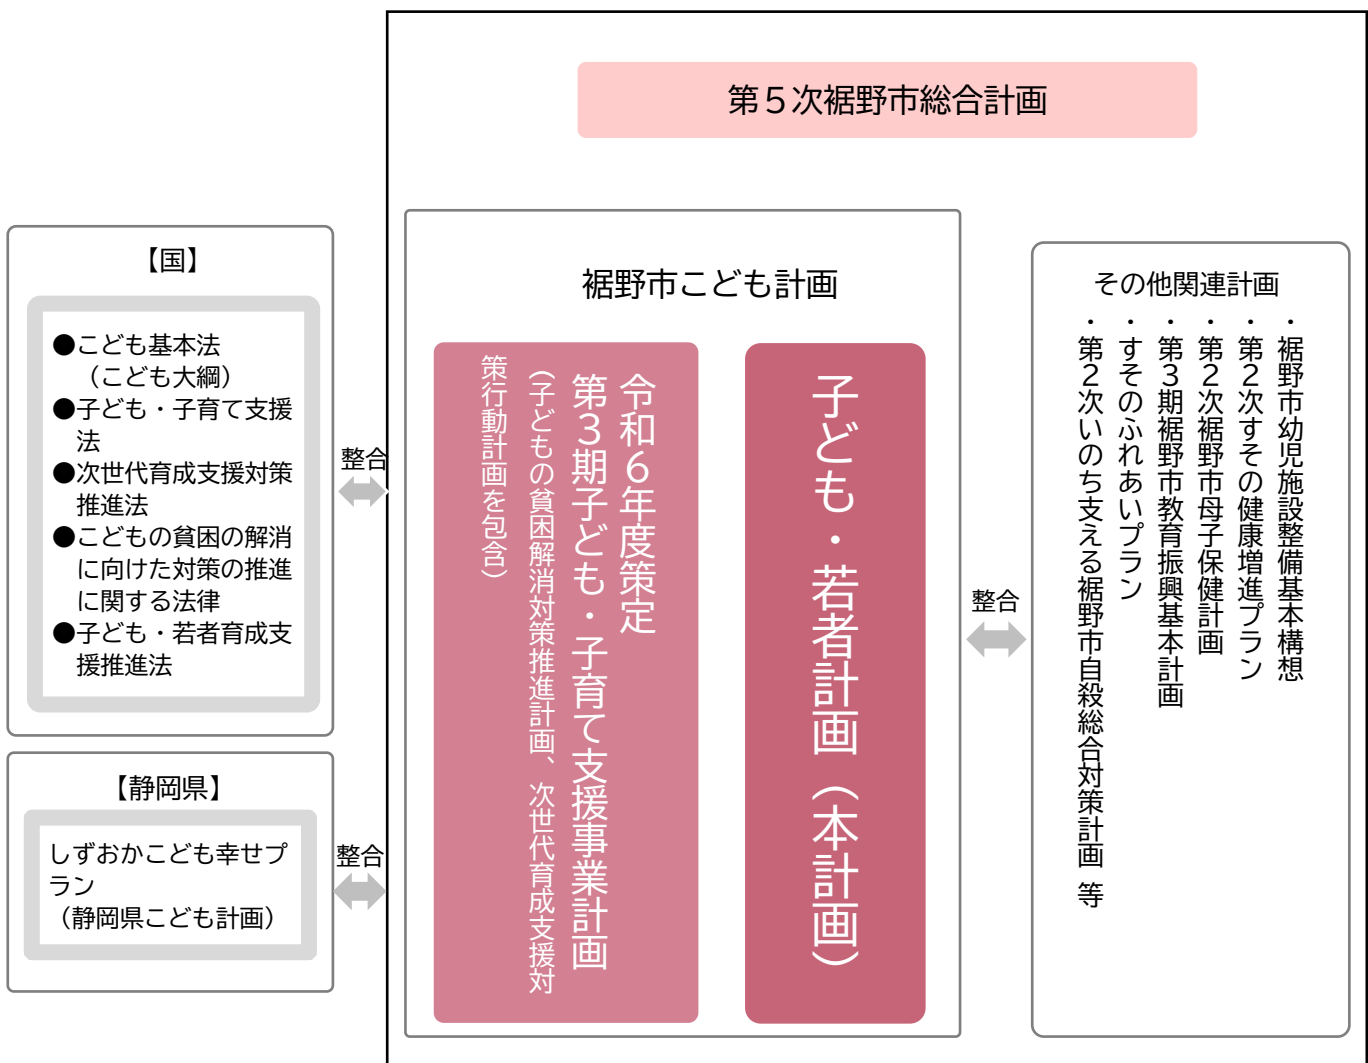 第５次裾野市総合計画
【国】
●こども基本法
（こども大綱）
●子ども・子育て支援
法
●次世代育成支援対策
推進法
●こどもの貧困の解消
に向けた対策の推進
に関する法律
●子ども・若者育成支
援推進法
整合
【静岡県】
しずおかこども幸せプ
ラン
（静岡県こども計画）
整合
裾野市こども計画
子ども・若者計画（本計画）
令和６年度策定
第３期子ども・子育て支援事業計画
（子どもの貧困解消対策推進計画、次世代育成支援対
策行動計画を包含）
整合
その他関連計画
・裾野市幼児施設整備基本構想
・第２次すその健康増進プラン
・第２次裾野市母子保健計画
・第３期裾野市教育振興基本計画
・すそのふれあいプラン
・第２次いのち支える裾野市自殺総合対策計画 等